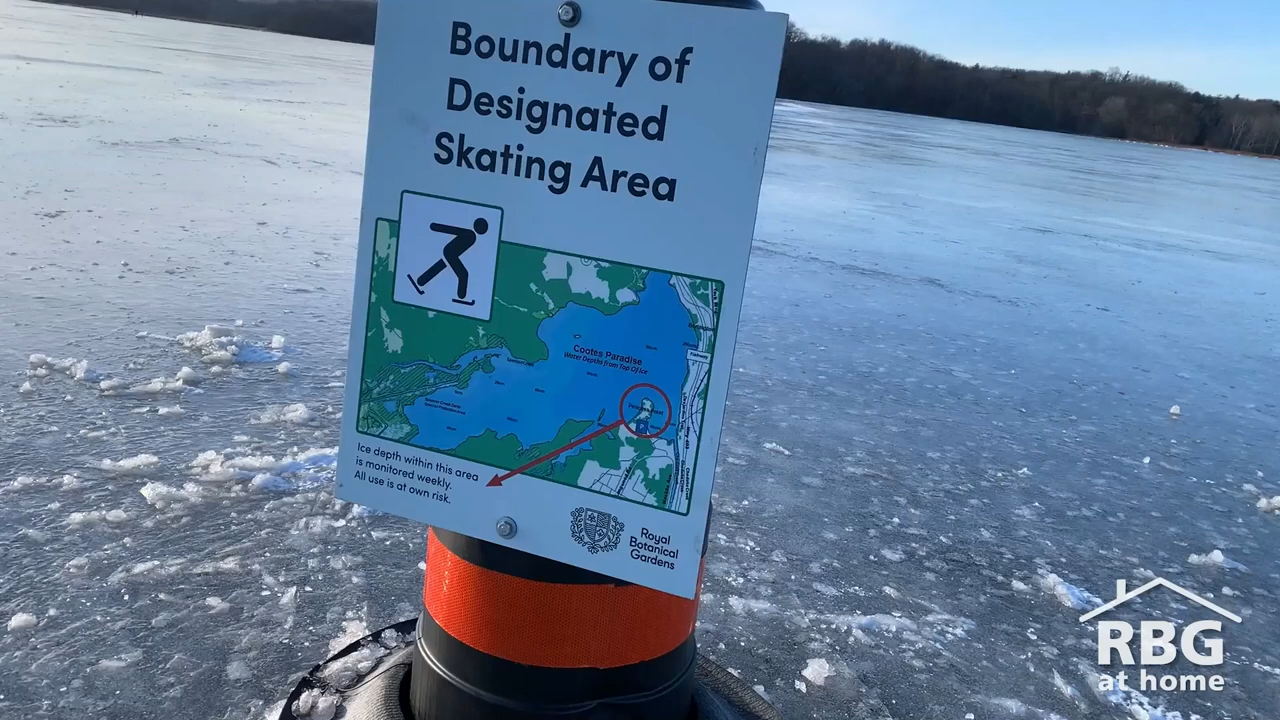 Boundary of
Designated
Skating Area
Cootes Paradise
Water Depths from Top Of Ice
Ice depth within this area
is monitored weekly.
All use is at own risk.
Royal
Botanical
Gardens
RBG
at home